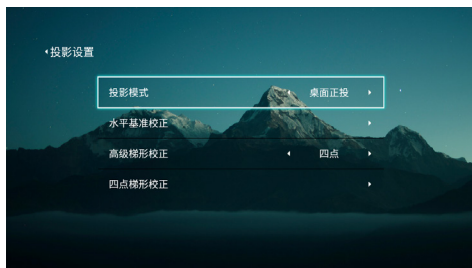 投影设置
投影模式 桌面正投
水平基准校正
高级梯形校正 四点
四点梯形校正